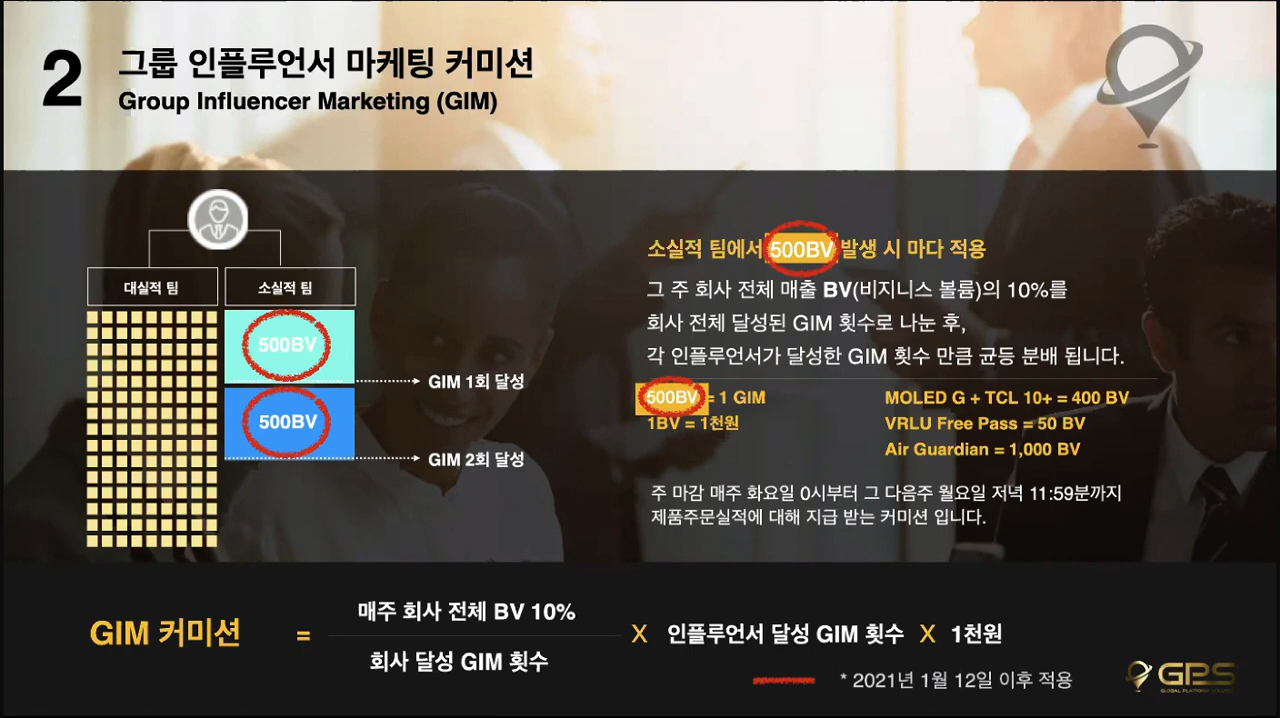 2
그룹 인플루언서 마케팅 커미션
Group Influencer Marketing (GIM)
대실적 팀
소실적 팀
500BV
GIM 1회 달성
500BV
GIM 2회 달성
소실적 팀에서 500BV 발생 시 마다 적용
그 주 회사 전체 매출 BV(비지니스 볼륨)의 10%를
회사 전체 달성된 GIM 횟수로 나눈 후,
각 인플루언서가 달성한 GIM 횟수 만큼 균등 분배 됩니다.
500BV = 1 GIM
1BV = 1천원
MOLED G + TCL 10+ = 400 BV
VRLU Free Pass = 50 BV
Air Guardian = 1,000 BV
주 마감 매주 화요일 0시부터 그 다음주 월요일 저녁 11:59분까지
제품주문실적에 대해 지급 받는 커미션 입니다.
매주 회사 전체 BV 10%
GIM 커미션 = X 인플루언서 달성 GIM 횟수 X 1천원
회사 달성 GIM 횟수
* 2021년 1월 12일 이후 적용
GPS